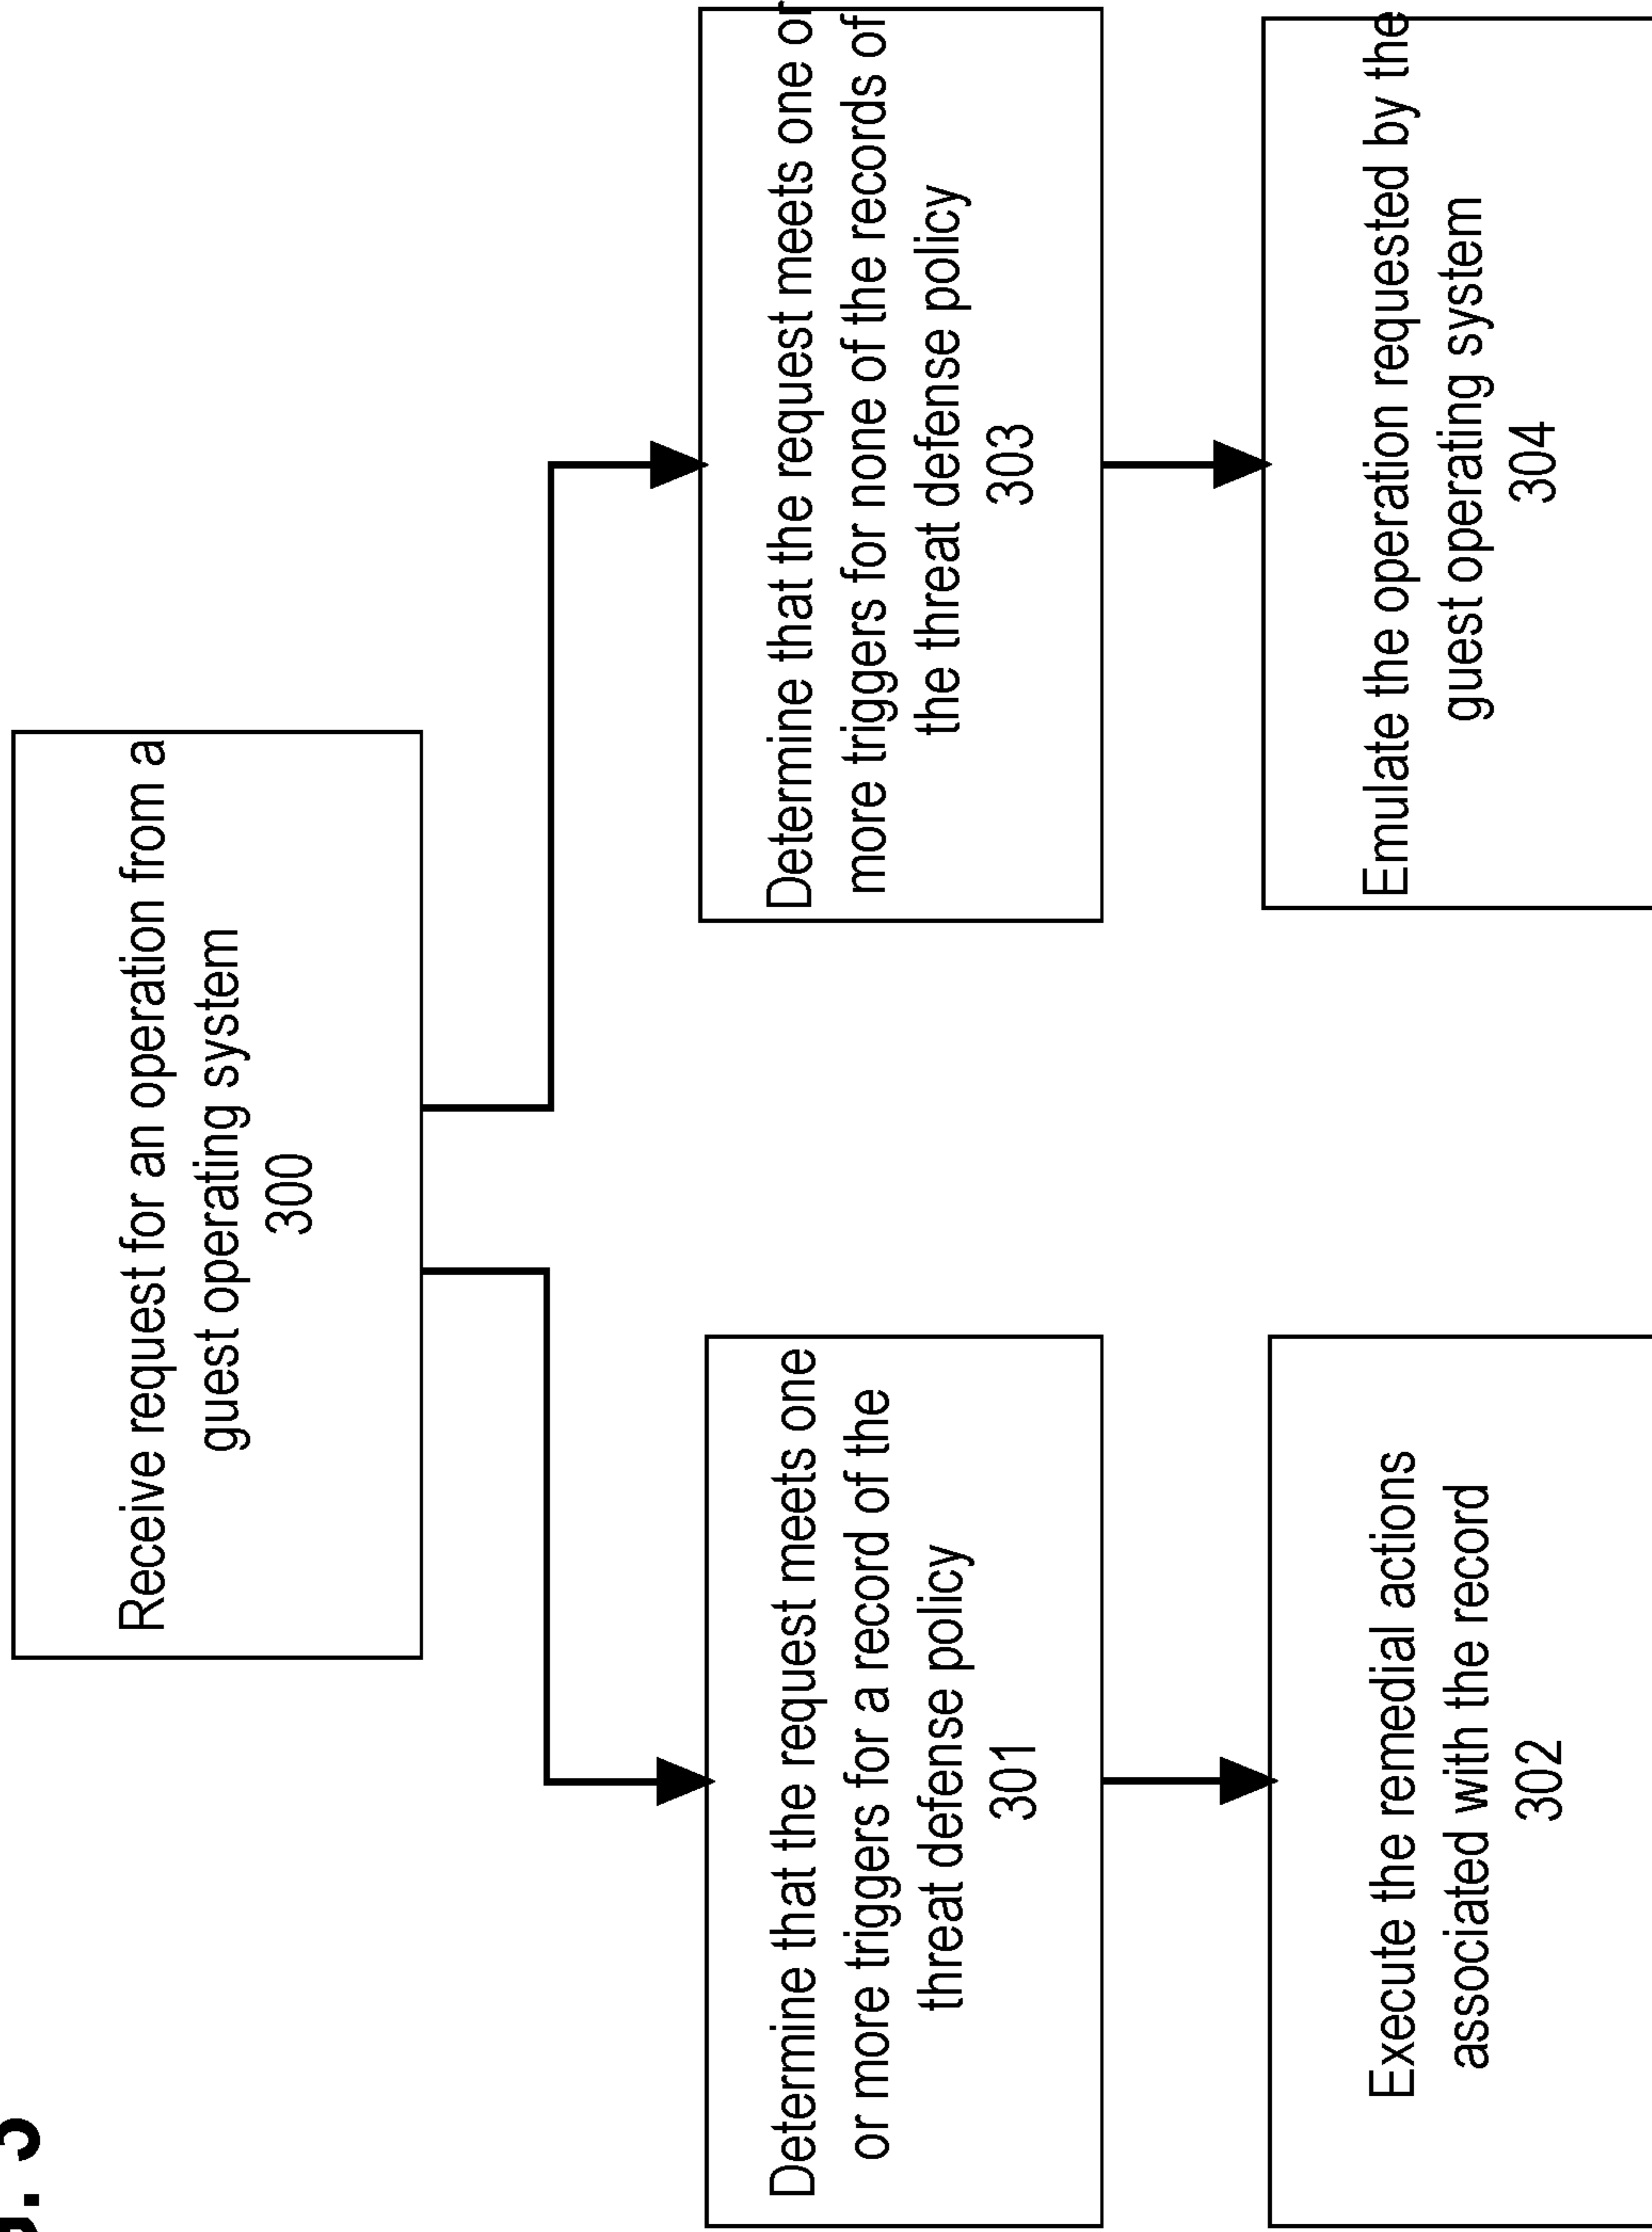 Receive request for an operation from a
guest operating system
300
Determine that the request meets one
or more triggers for a record of the
threat defense policy
301
Determine that the request meets one or
more triggers for none of the records of
the threat defense policy
303
Execute the remedial actions
associated with the record
302
Emulate the operation requested by the
guest operating system
304